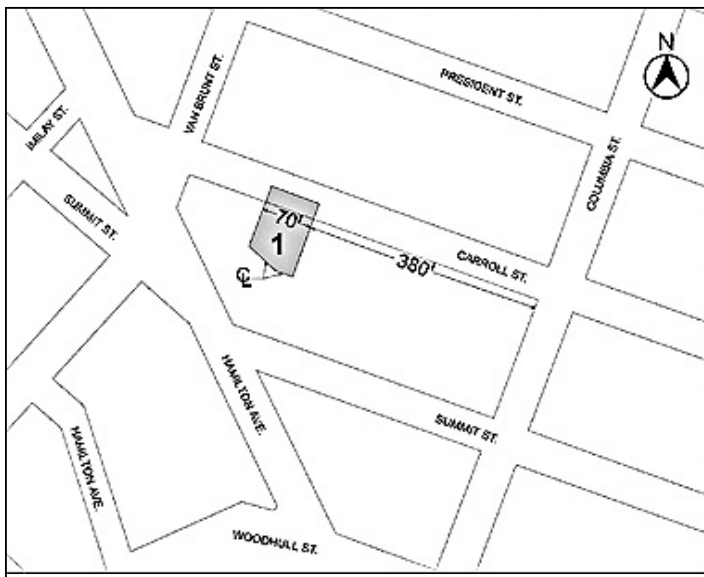 N
PRESIDENT ST.
VAN BRUNT ST.
IMLAY ST.
COLUMBIA ST.
SUMMIT ST.
70'
1
CARROLL ST.
380'
CL
HAMILTON AVE.
SUMMIT ST.
HAMILTON AVE.
WOODHULL ST.